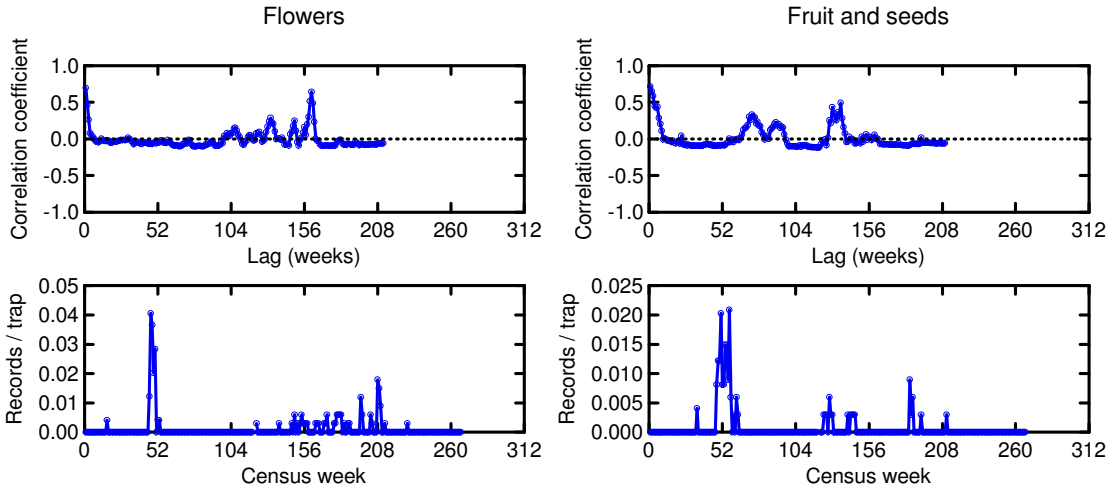 Flowers
Fruit and seeds
Correlation coefficient
1.0
0.5
0.0
-0.5
-1.0
0 52 104 156 208 260 312
Lag (weeks)
Correlation coefficient
1.0
0.5
0.0
-0.5
-1.0
0 52 104 156 208 260 312
Lag (weeks)
Records / trap
0.05
0.04
0.03
0.02
0.01
0.00
0 52 104 156 208 260 312
Census week
Records / trap
0.025
0.020
0.015
0.010
0.005
0.000
0 52 104 156 208 260 312
Census week